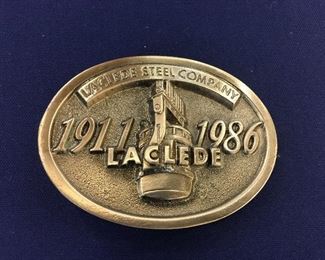 LACLEDE STEEL COMPANY
1911 1986
LACLEDE